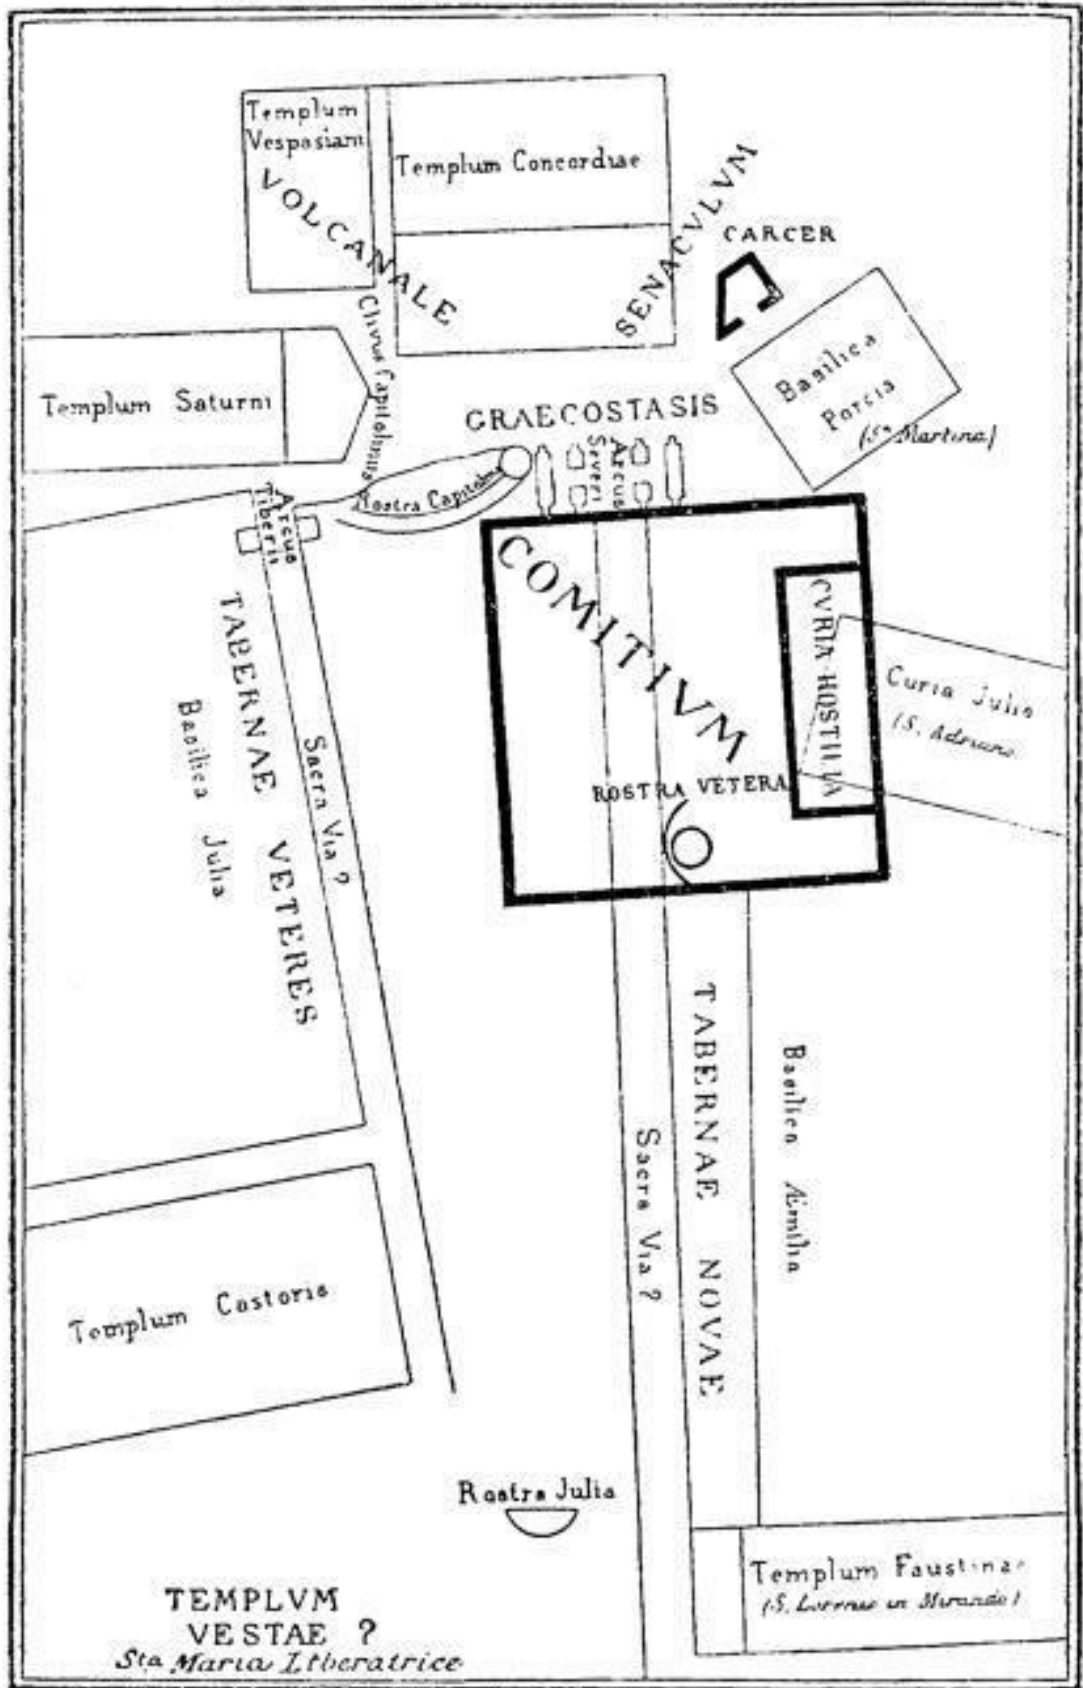 Templum
Vespasiani
VOLCANALE
Templum Concordiae
SENACVLVM
CARCER
Clivus Capitolinus
Templum Saturni
GRAECOSTASIS
Basilica
Porcia
(Sta Martina)
Arcus
Severi
Rostra Capitolina
Arcus
Tiberii
COMITIVM
CVRIA HOSTILIA
Curia Julia
(S. Adriano
ROSTRA VETERA
TABERNAE VETERES
Basilica Julia
Sacra Via ?
Sacra Via ?
TABERNAE NOVAE
Basilica Æmilia
Templum Castoris
Rostra Julia
TEMPLVM
VESTAE ?
Sta Maria Liberatrice
Templum Faustinae
(S. Lorenzo in Miranda)